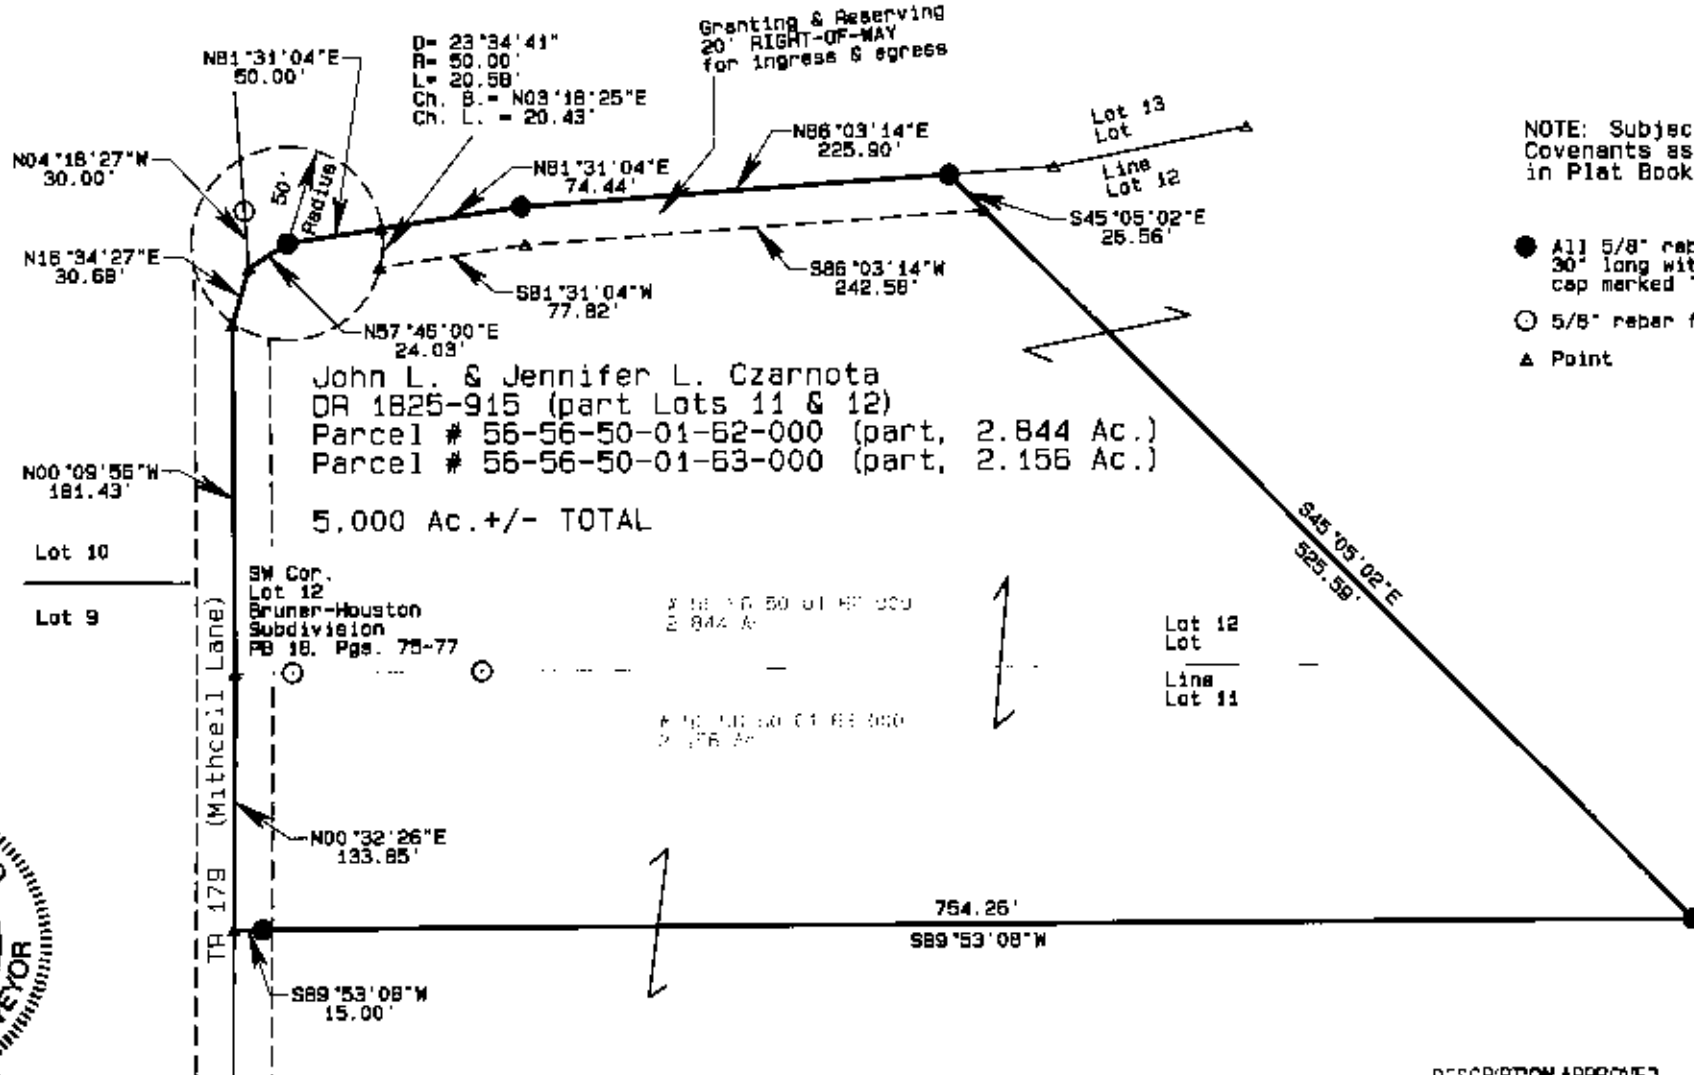 Granting & Reserving
20' RIGHT-OF-WAY
for ingress & egress
D= 23°34'41"
R= 50.00'
L= 20.58'
Ch. B.= N03°18'25"E
Ch. L. = 20.43'
N81°31'04"E
50.00'
N04°18'27"W
30.00'
50'
Radius
N81°31'04"E
74.44'
N86°03'14"E
225.90'
Lot 13
Lot
Line
Lot 12
NOTE: Subjec
Covenants as
in Plat Book
S45°05'02"E
26.56'
N16°34'27"E
30.68'
S81°31'04"W
77.82'
S86°03'14"W
242.58'
All 5/8" reb
30" long wit
cap marked
5/8" rebar f
Point
N57°46'00"E
24.03'
John L. & Jennifer L. Czarnota
DR 1825-915 (part Lots 11 & 12)
Parcel # 56-56-50-01-62-000 (part, 2.844 Ac.)
Parcel # 56-56-50-01-63-000 (part, 2.156 Ac.)
5.000 Ac.+/- TOTAL
N00°09'56"W
181.43'
S45°05'02"E
525.59'
Lot 10
Lot 9
SW Cor.
Lot 12
Bruner-Houston
Subdivision
PB 18, Pgs. 75-77
2.844
Lot 12
Lot
Line
Lot 11
TR 179 (Mithcell Lane)
N00°32'26"E
133.85'
754.26'
S89°53'08"W
S89°53'08"W
15.00'
VEYOR
DESCRIPTION APPROVED